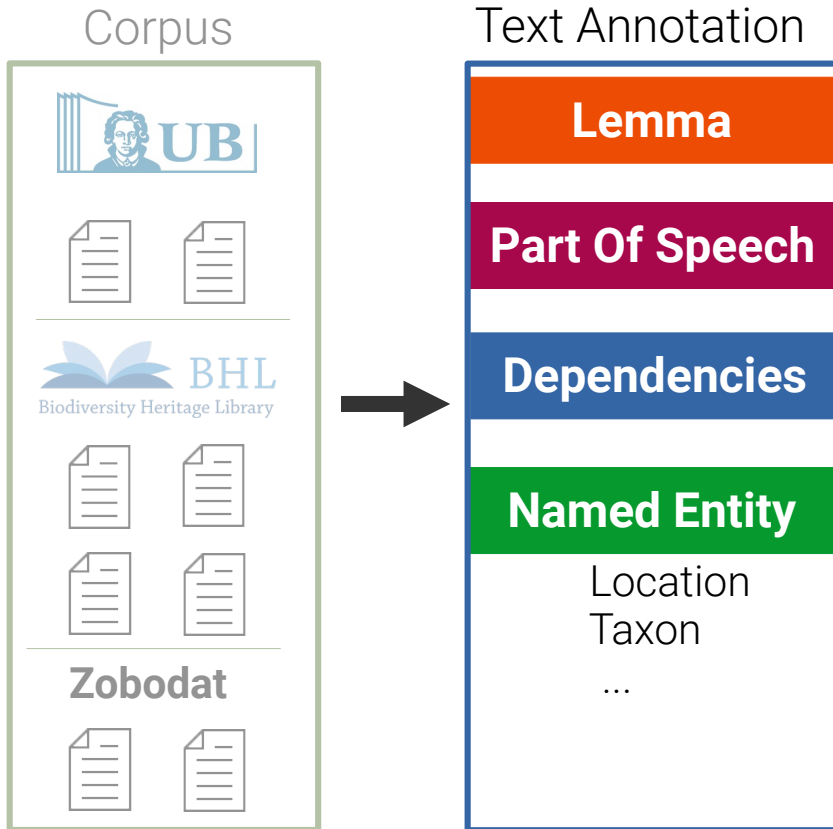 Corpus
UB
BHL
Biodiversity Heritage Library
Zobodat
Text Annotation
Lemma
Part Of Speech
Dependencies
Named Entity
Location
Taxon
...